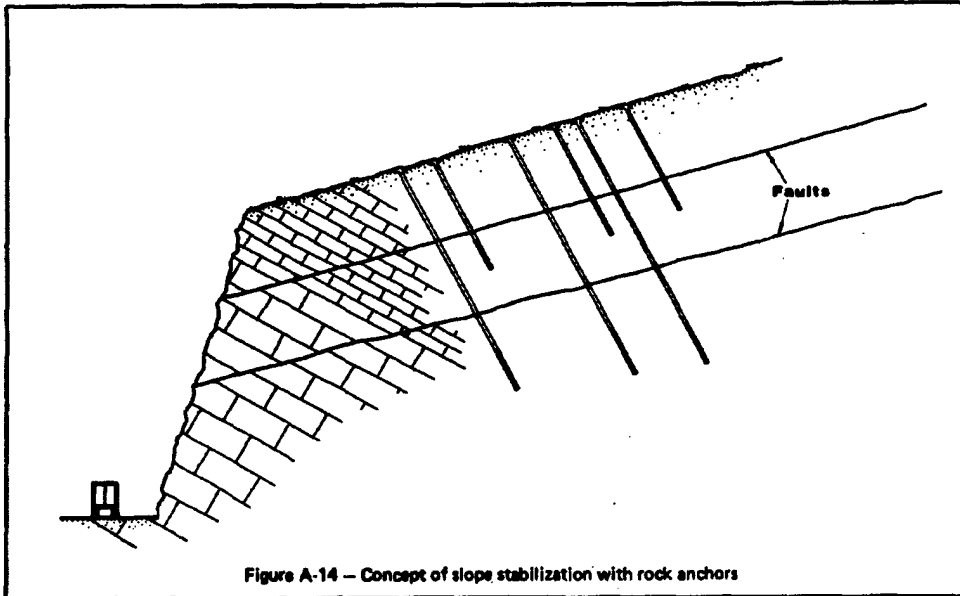 Faults
Figure A-14 — Concept of slope stabilization with rock anchors